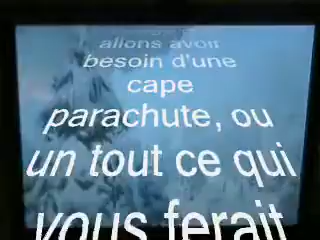 allons avoir
besoin d'une
cape
parachute, ou
un tout ce qui
vous ferait